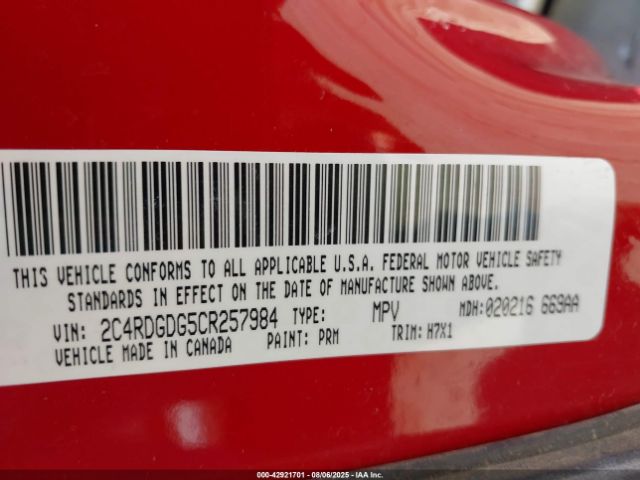 THIS VEHICLE CONFORMS TO ALL APPLICABLE U.S.A. FEDERAL MOTOR VEHICLE SAFETY
STANDARDS IN EFFECT ON THE DATE OF MANUFACTURE SHOWN ABOVE.
VIN: 2C4RDGDG5CR257984 TYPE: MPV MDH:020216 669AA
VEHICLE MADE IN CANADA PAINT: PRM TRIM: H7X1
000-42921701 - 08/06/2025 - IAA Inc.